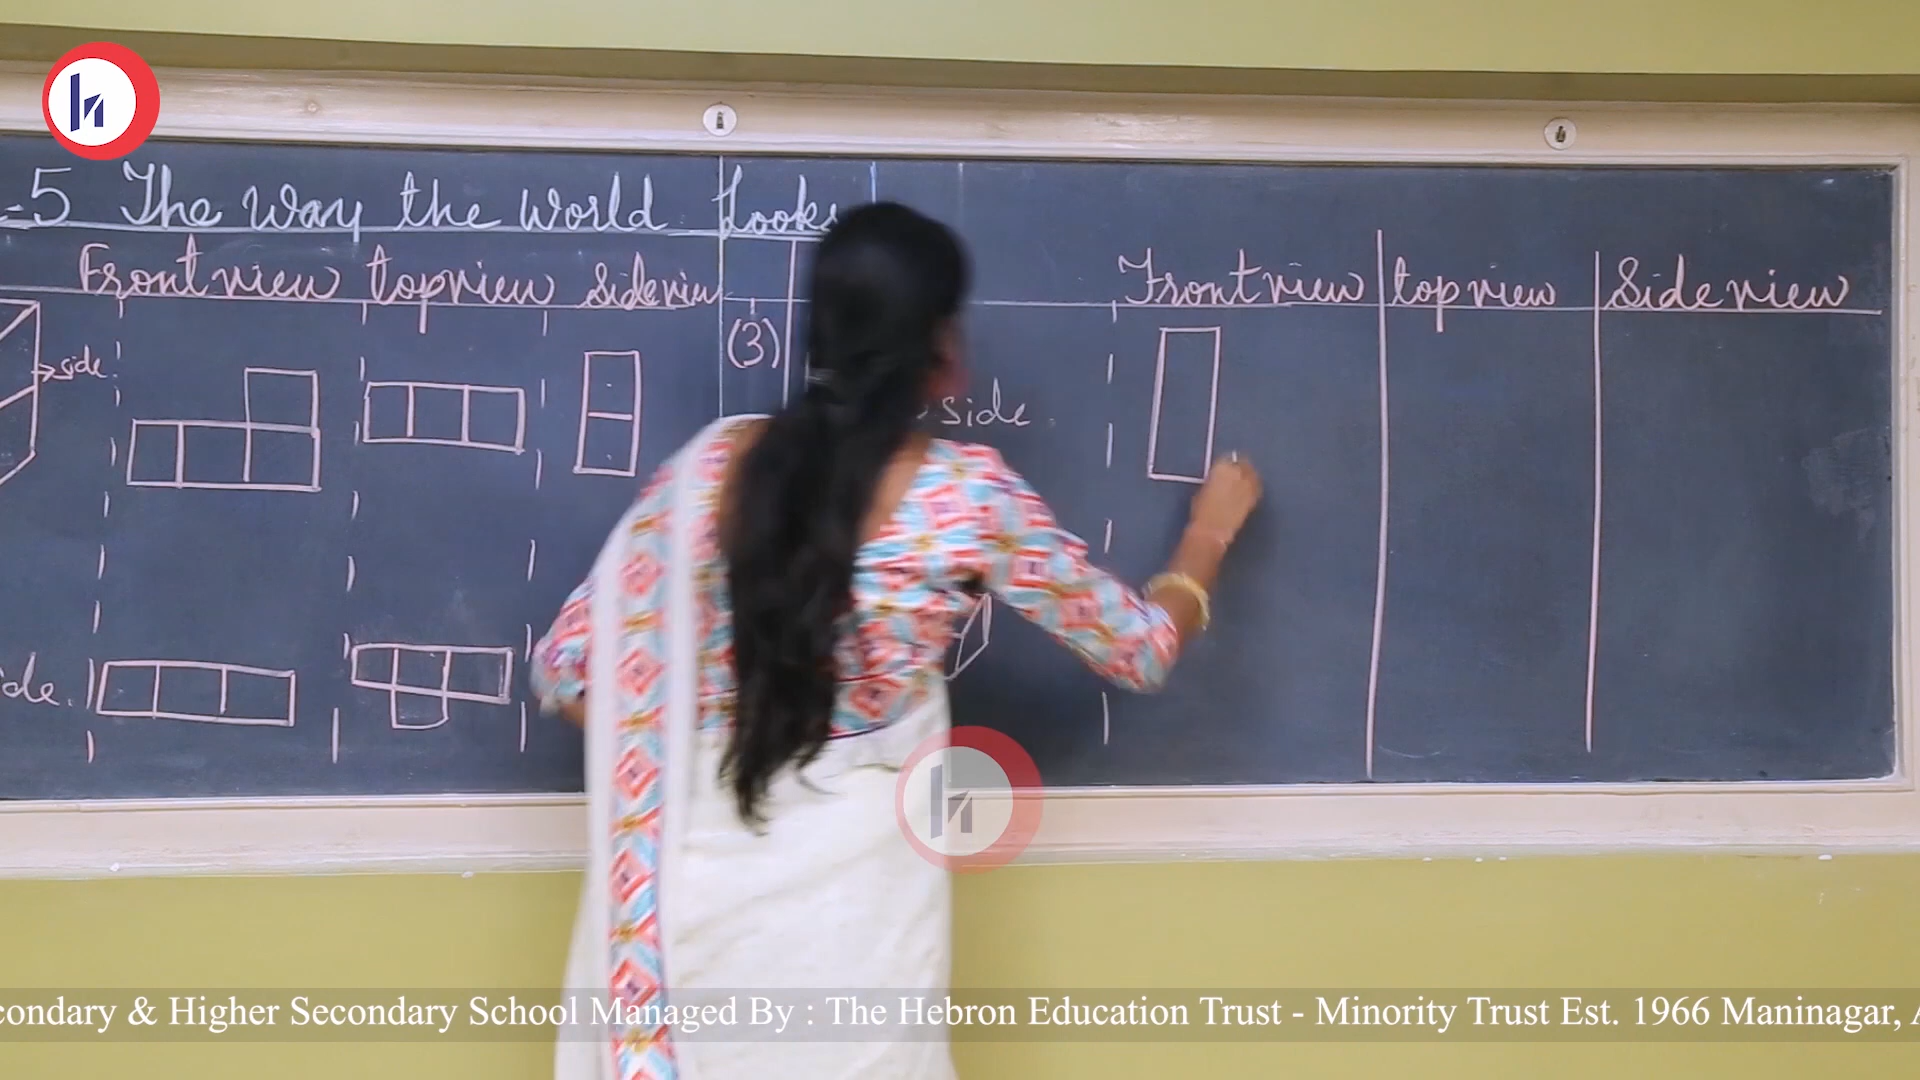 -5 The Way the World Looks
Front view top view Side view
Front view top view Side view
side
(3)
side.
side.
condary & Higher Secondary School Managed By : The Hebron Education Trust - Minority Trust Est. 1966 Maninagar, A